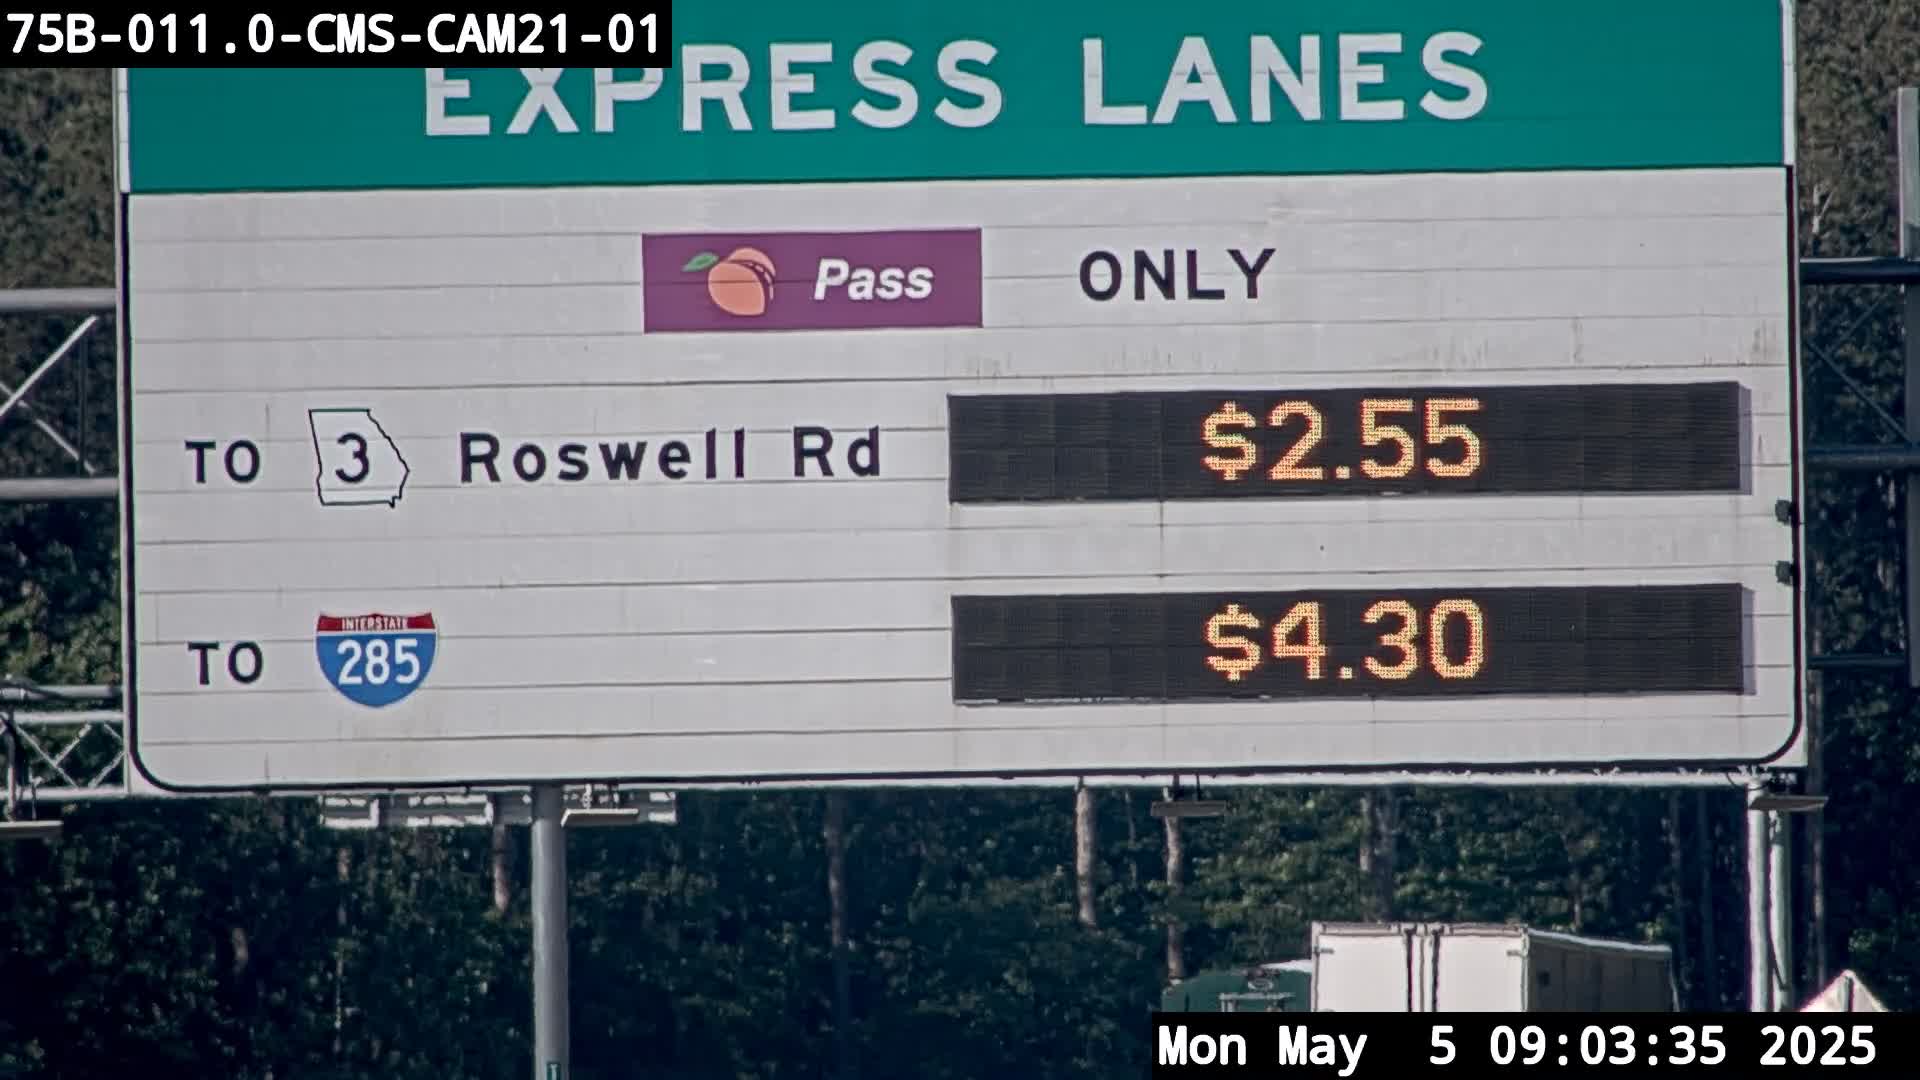 75B-011.0-CMS-CAM21-01
EXPRESS LANES
Pass ONLY
TO 3 Roswell Rd $2.55
TO INTERSTATE 285 $4.30
Mon May 5 09:03:35 2025